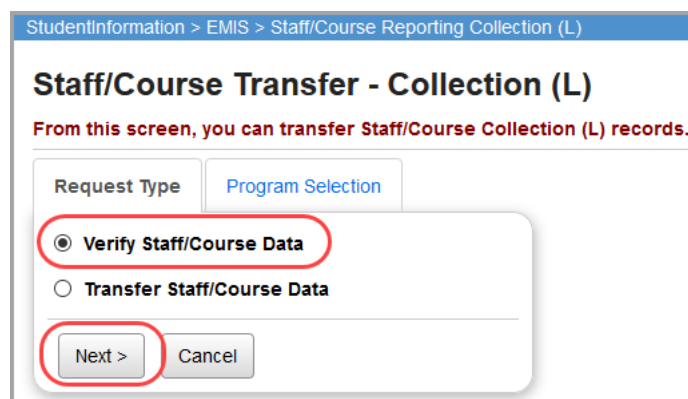 StudentInformation > EMIS > Staff/Course Reporting Collection (L)
Staff/Course Transfer - Collection (L)
From this screen, you can transfer Staff/Course Collection (L) records.
Request Type Program Selection
Verify Staff/Course Data
Transfer Staff/Course Data
Next > Cancel